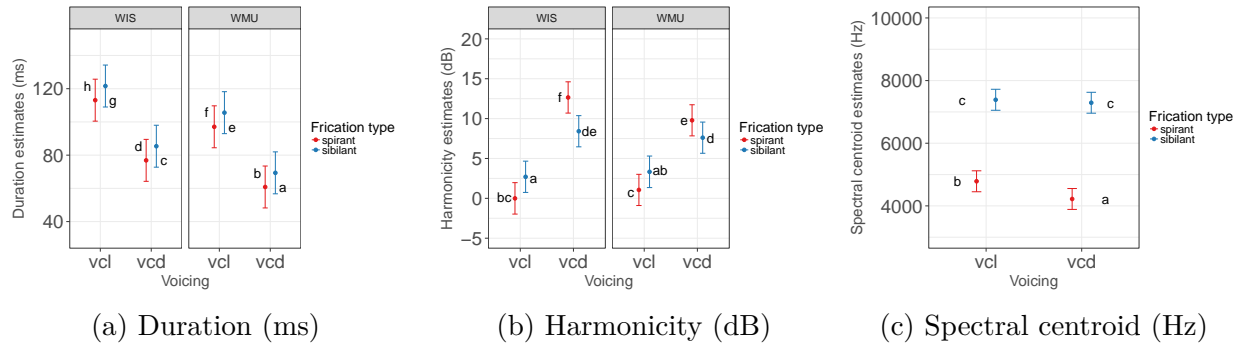 WIS WMU
Duration estimates (ms)
120
80
40
h g d c f e b a
vcl vcd vcl vcd
Voicing
Frication type
spirant
sibilant
(a) Duration (ms)
WIS WMU
Harmonicity estimates (dB)
20
15
10
5
0
−5
bc a f de c ab e d
vcl vcd vcl vcd
Voicing
Frication type
spirant
sibilant
(b) Harmonicity (dB)
Spectral centroid estimates (Hz)
10000
8000
6000
4000
c c
b a
vcl vcd
Voicing
Frication type
spirant
sibilant
(c) Spectral centroid (Hz)